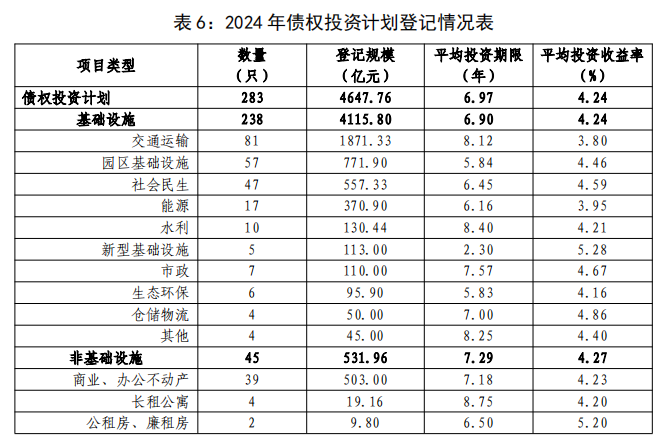 表 6：2024 年债权投资计划登记情况表
项目类型 数量（只） 登记规模（亿元） 平均投资期限（年） 平均投资收益率（%）
债权投资计划 283 4647.76 6.97 4.24
基础设施 238 4115.80 6.90 4.24
交通运输 81 1871.33 8.12 3.80
园区基础设施 57 771.90 5.84 4.46
社会民生 47 557.33 6.45 4.59
能源 17 370.90 6.16 3.95
水利 10 130.44 8.40 4.21
新型基础设施 5 113.00 2.30 5.28
市政 7 110.00 7.57 4.67
生态环保 6 95.90 5.83 4.16
仓储物流 4 50.00 7.00 4.86
其他 4 45.00 8.25 4.40
非基础设施 45 531.96 7.29 4.27
商业、办公不动产 39 503.00 7.18 4.23
长租公寓 4 19.16 8.75 4.20
公租房、廉租房 2 9.80 6.50 5.20